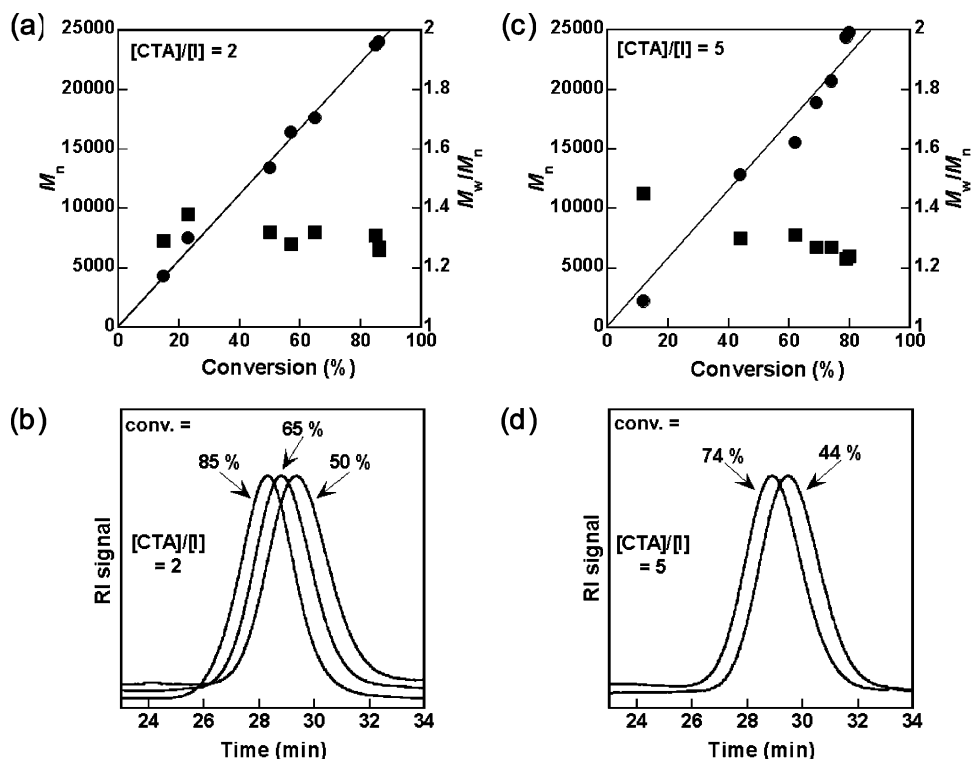 (a)
[CTA]/[I] = 2
25000
20000
15000
10000
5000
0
Mn
2
1.8
1.6
1.4
1.2
1
Mw/Mn
0 20 40 60 80 100
Conversion (%)
(c)
[CTA]/[I] = 5
25000
20000
15000
10000
5000
0
Mn
2
1.8
1.6
1.4
1.2
1
Mw/Mn
0 20 40 60 80 100
Conversion (%)
(b)
conv. =
65 %
85 %
50 %
[CTA]/[I]
= 2
RI signal
24 26 28 30 32 34
Time (min)
(d)
conv. =
74 %
44 %
[CTA]/[I]
= 5
RI signal
24 26 28 30 32 34
Time (min)